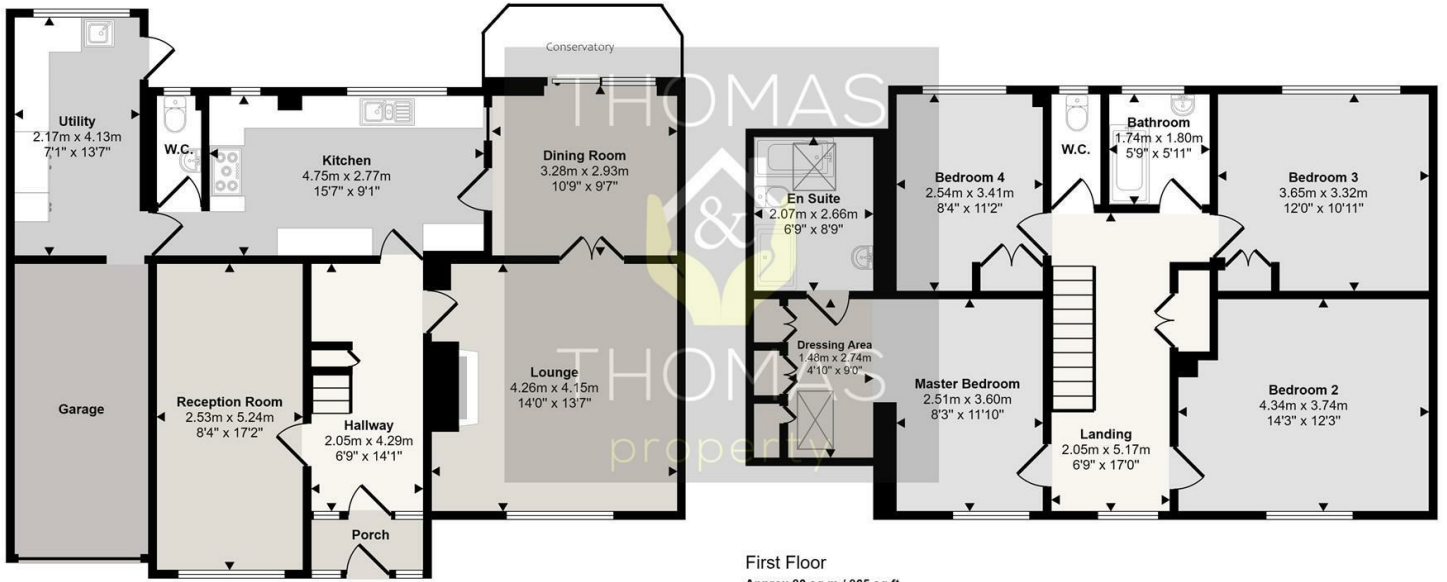 Conservatory
THOMAS
&
THOMAS
property
Utility
2.17m x 4.13m
7'1" x 13'7"
W.C.
Kitchen
4.75m x 2.77m
15'7" x 9'1"
Dining Room
3.28m x 2.93m
10'9" x 9'7"
Garage
Reception Room
2.53m x 5.24m
8'4" x 17'2"
Hallway
2.05m x 4.29m
6'9" x 14'1"
Lounge
4.26m x 4.15m
14'0" x 13'7"
Porch
En Suite
2.07m x 2.66m
6'9" x 8'9"
Bedroom 4
2.54m x 3.41m
8'4" x 11'2"
W.C.
Bathroom
1.74m x 1.80m
5'9" x 5'11"
Bedroom 3
3.65m x 3.32m
12'0" x 10'11"
Dressing Area
1.48m x 2.74m
4'10" x 9'0"
Master Bedroom
2.51m x 3.60m
8'3" x 11'10"
Landing
2.05m x 5.17m
6'9" x 17'0"
Bedroom 2
4.34m x 3.74m
14'3" x 12'3"
First Floor